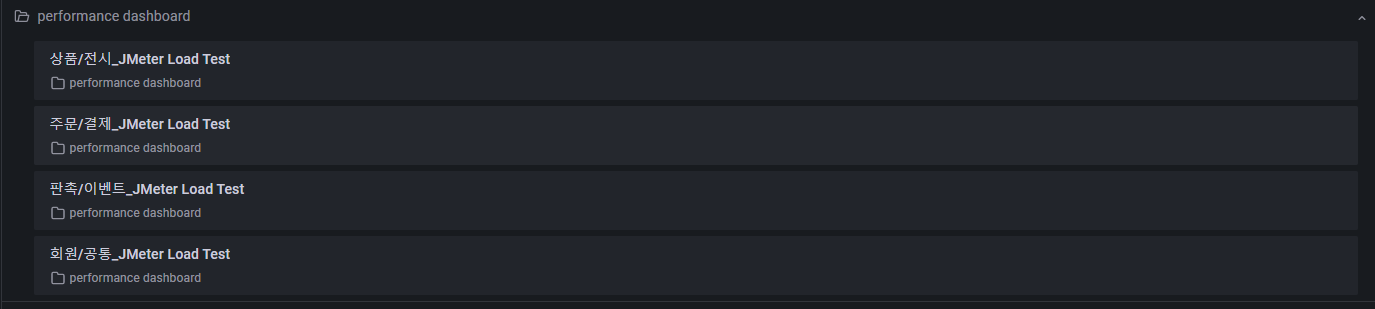 performance dashboard
상품/전시_JMeter Load Test
performance dashboard
주문/결제_JMeter Load Test
performance dashboard
판촉/이벤트_JMeter Load Test
performance dashboard
회원/공통_JMeter Load Test
performance dashboard